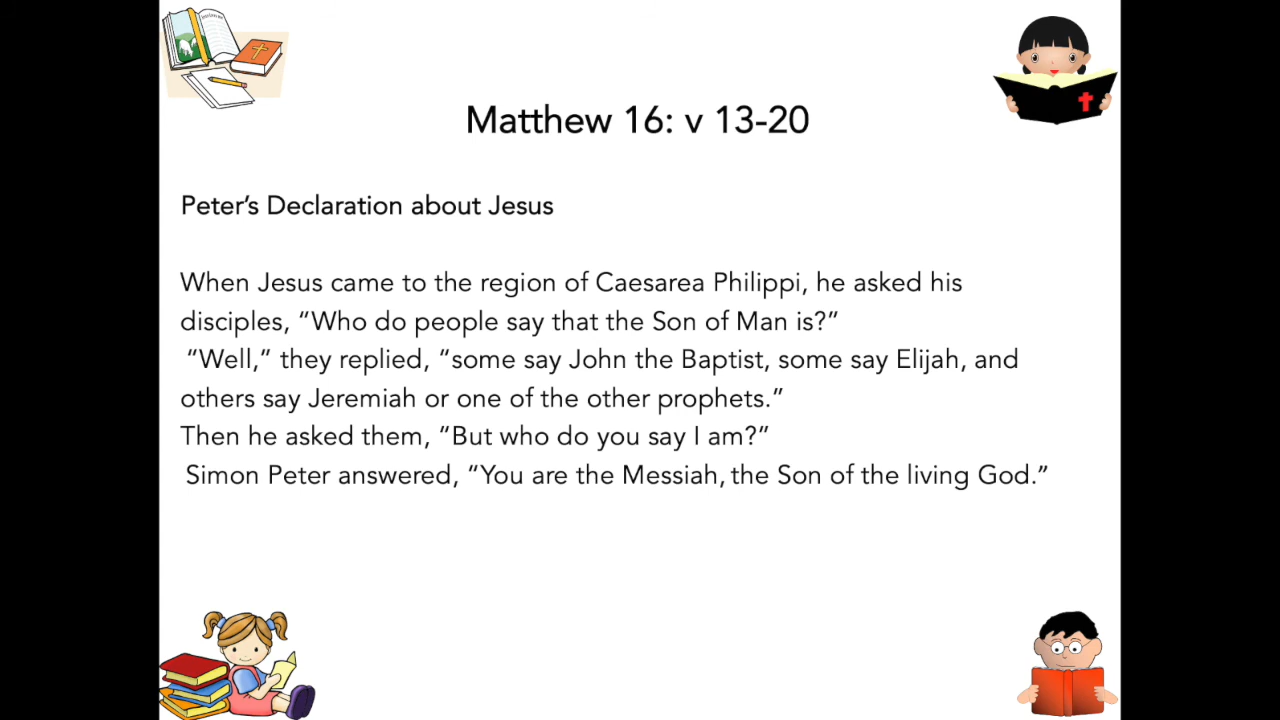 Matthew 16: v 13-20
Peter’s Declaration about Jesus
When Jesus came to the region of Caesarea Philippi, he asked his
disciples, “Who do people say that the Son of Man is?”
“Well,” they replied, “some say John the Baptist, some say Elijah, and
others say Jeremiah or one of the other prophets.”
Then he asked them, “But who do you say I am?”
Simon Peter answered, “You are the Messiah, the Son of the living God.”